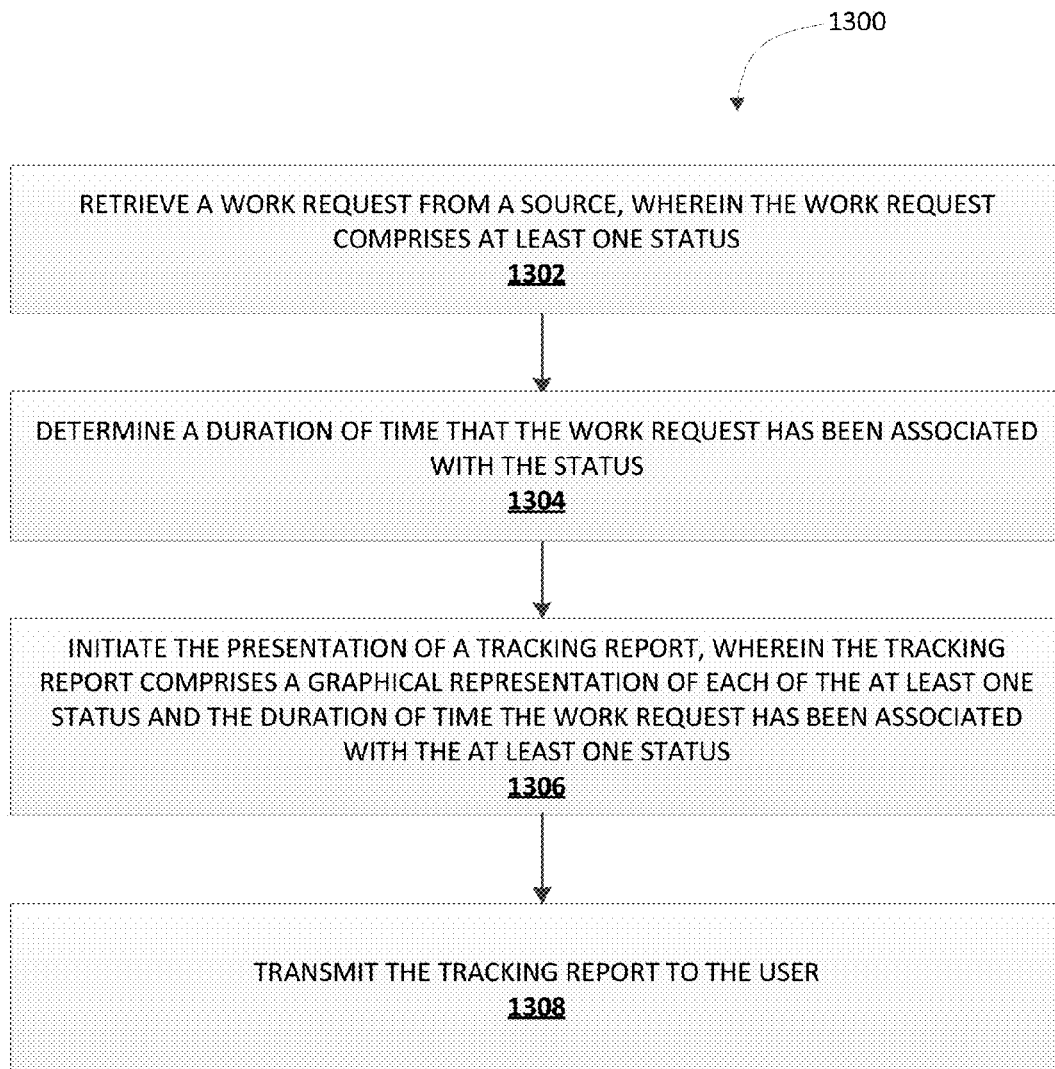 1300
RETRIEVE A WORK REQUEST FROM A SOURCE, WHEREIN THE WORK REQUEST
COMPRISES AT LEAST ONE STATUS
1302
DETERMINE A DURATION OF TIME THAT THE WORK REQUEST HAS BEEN ASSOCIATED
WITH THE STATUS
1304
INITIATE THE PRESENTATION OF A TRACKING REPORT, WHEREIN THE TRACKING
REPORT COMPRISES A GRAPHICAL REPRESENTATION OF EACH OF THE AT LEAST ONE
STATUS AND THE DURATION OF TIME THE WORK REQUEST HAS BEEN ASSOCIATED
WITH THE AT LEAST ONE STATUS
1306
TRANSMIT THE TRACKING REPORT TO THE USER
1308